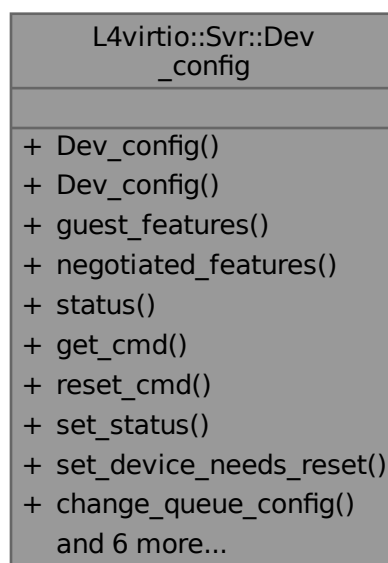 L4virtio::Svr::Dev
_config
+ Dev_config()
+ Dev_config()
+ guest_features()
+ negotiated_features()
+ status()
+ get_cmd()
+ reset_cmd()
+ set_status()
+ set_device_needs_reset()
+ change_queue_config()
and 6 more...